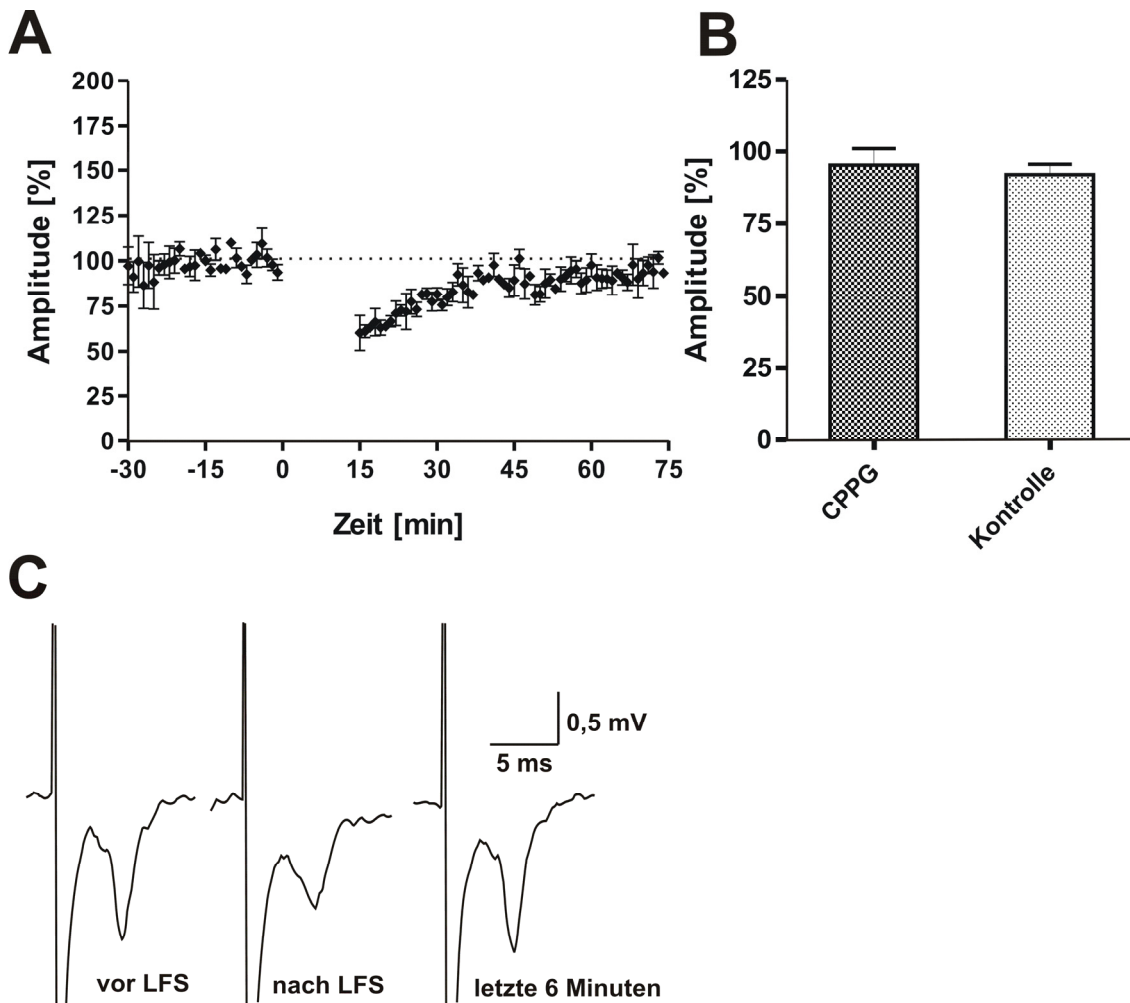 A
200
175
150
125
100
75
50
25
0
Amplitude [%]
-30 -15 0 15 30 45 60 75
Zeit [min]
B
125
100
75
50
25
0
Amplitude [%]
CPPG
Kontrolle
C
0,5 mV
5 ms
vor LFS
nach LFS
letzte 6 Minuten